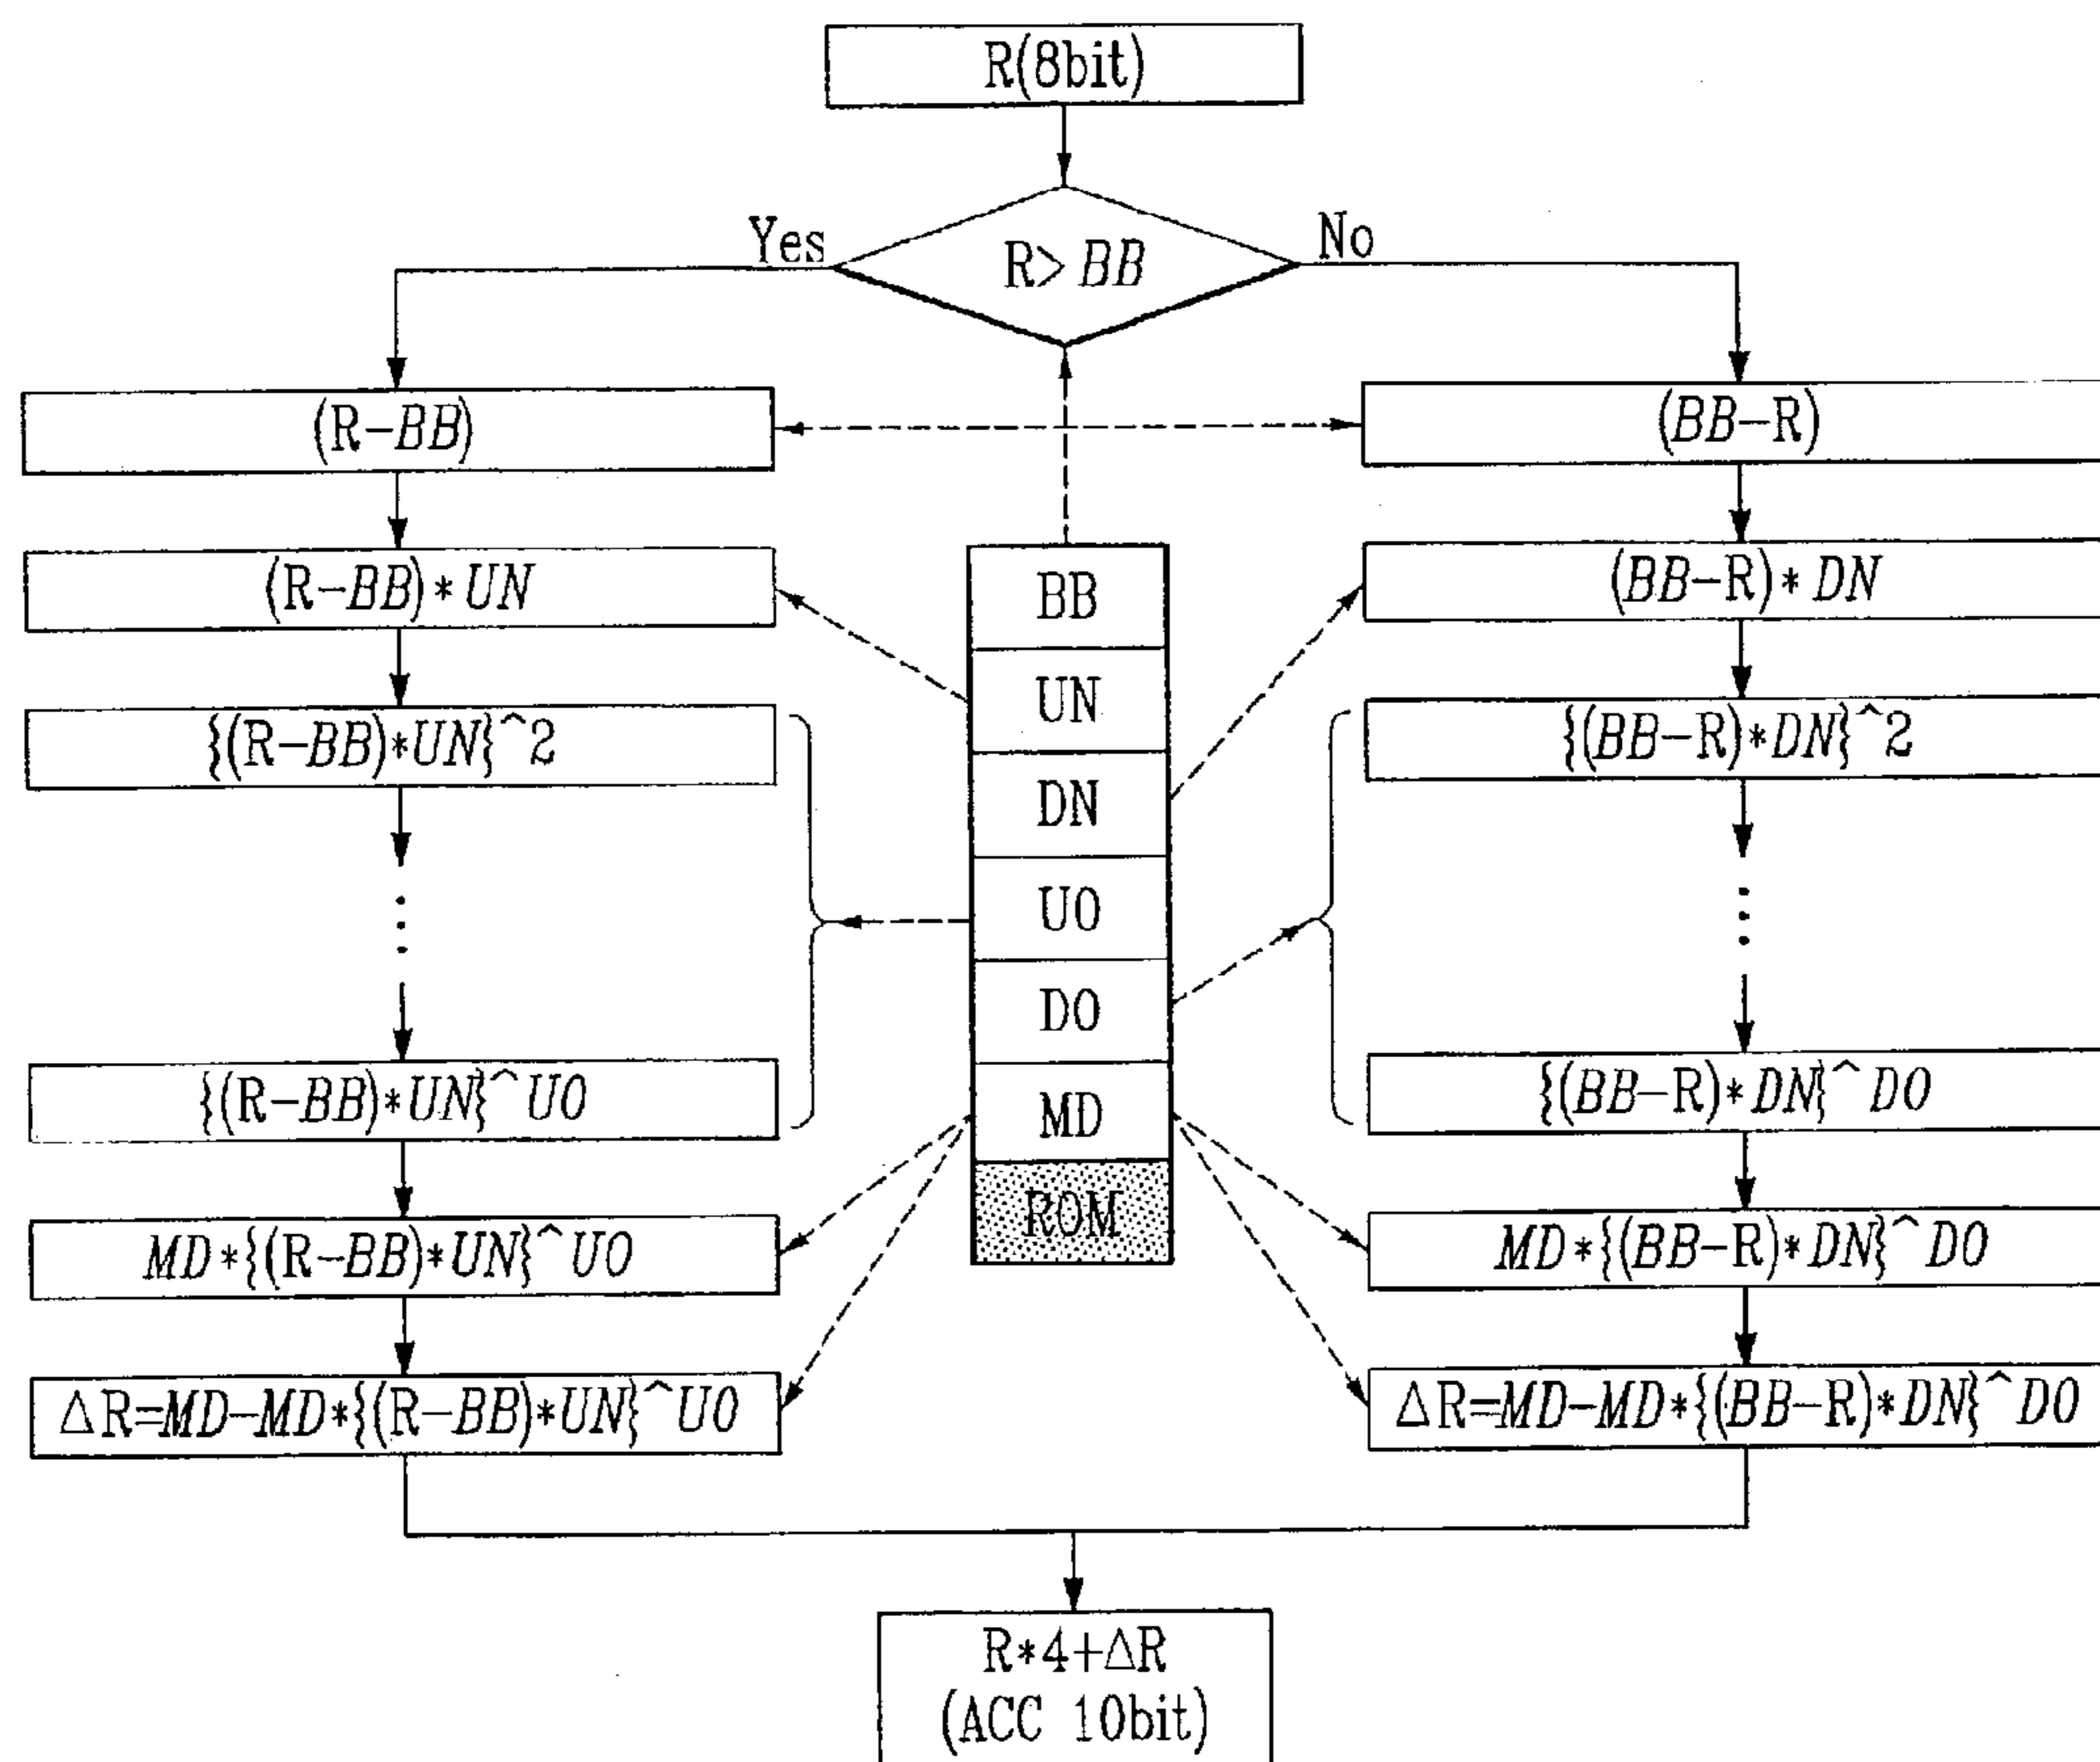 R(8bit)
Yes
R>BB
No
(R-BB)
(BB-R)
(R-BB)*UN
(BB-R)*DN
{(R-BB)*UN}^2
{(BB-R)*DN}^2
BB
UN
DN
UO
DO
MD
ROM
{(R-BB)*UN}^UO
{(BB-R)*DN}^DO
MD*{(R-BB)*UN}^UO
MD*{(BB-R)*DN}^DO
ΔR=MD-MD*{(R-BB)*UN}^UO
ΔR=MD-MD*{(BB-R)*DN}^DO
R*4+ΔR
(ACC 10bit)